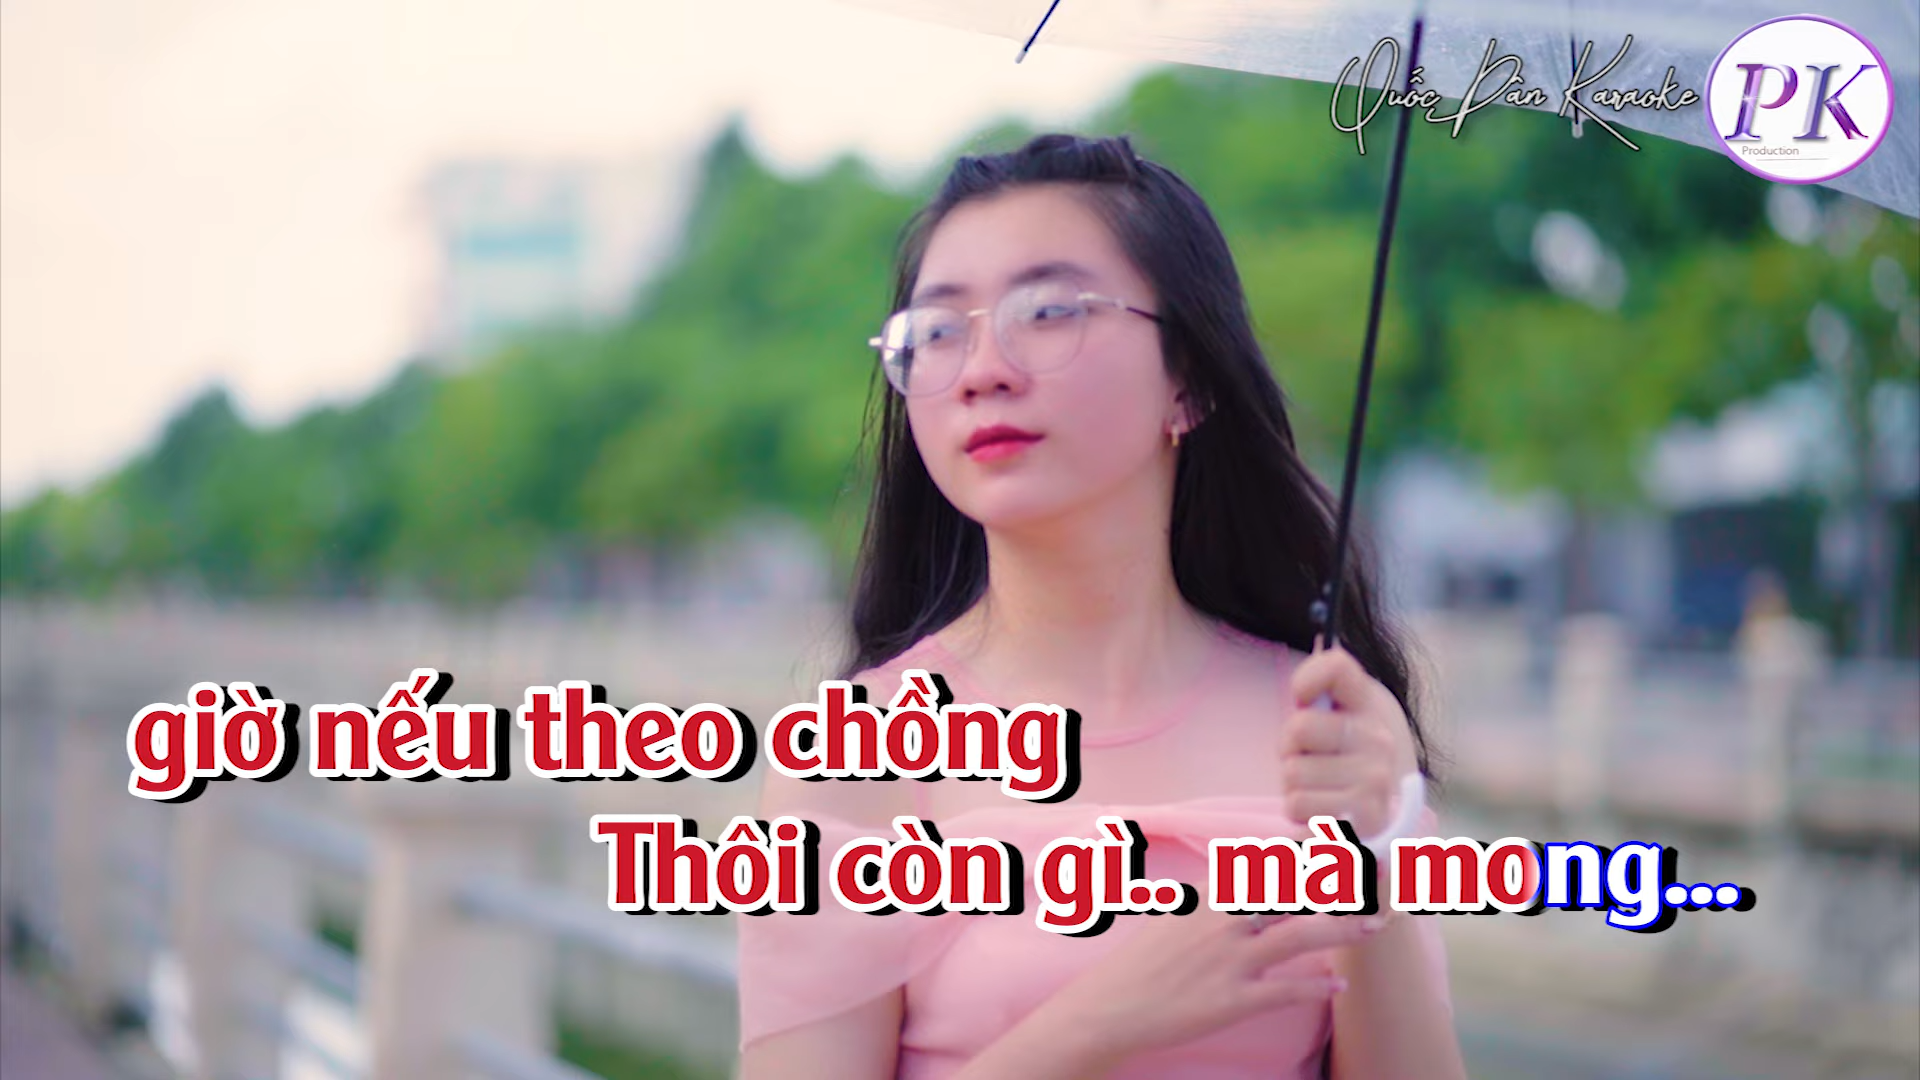 Quốc Dân Karaoke
PK
Production
giờ nếu theo chồng
Thôi còn gì.. mà mong...